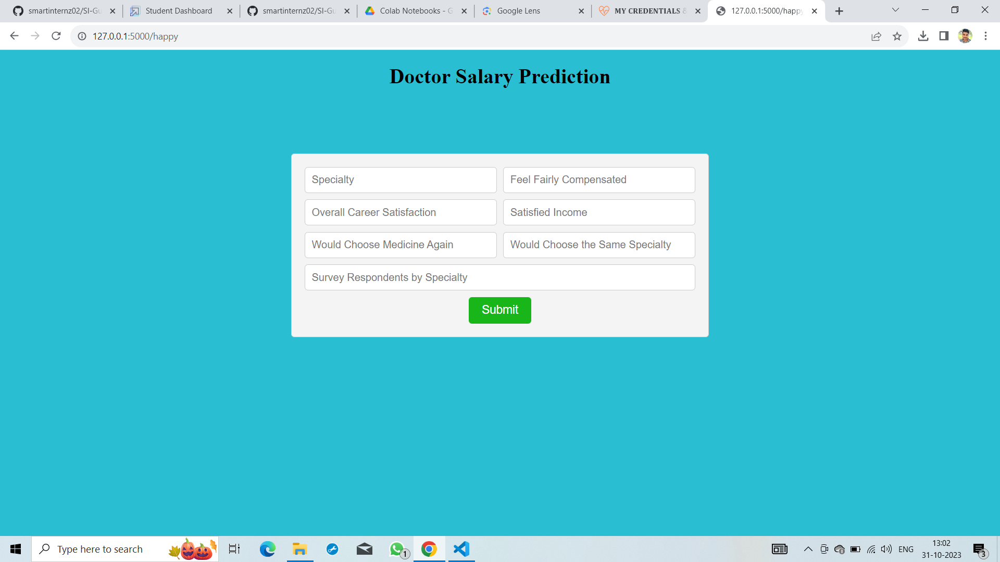 smartinternz02/SI-Gu
Student Dashboard
smartinternz02/SI-Gu
Colab Notebooks - G
Google Lens
MY CREDENTIALS &
127.0.0.1:5000/happy
127.0.0.1:5000/happy
Doctor Salary Prediction
Specialty
Feel Fairly Compensated
Overall Career Satisfaction
Satisfied Income
Would Choose Medicine Again
Would Choose the Same Specialty
Survey Respondents by Specialty
Submit
Type here to search
1
ENG
13:02
31-10-2023
3